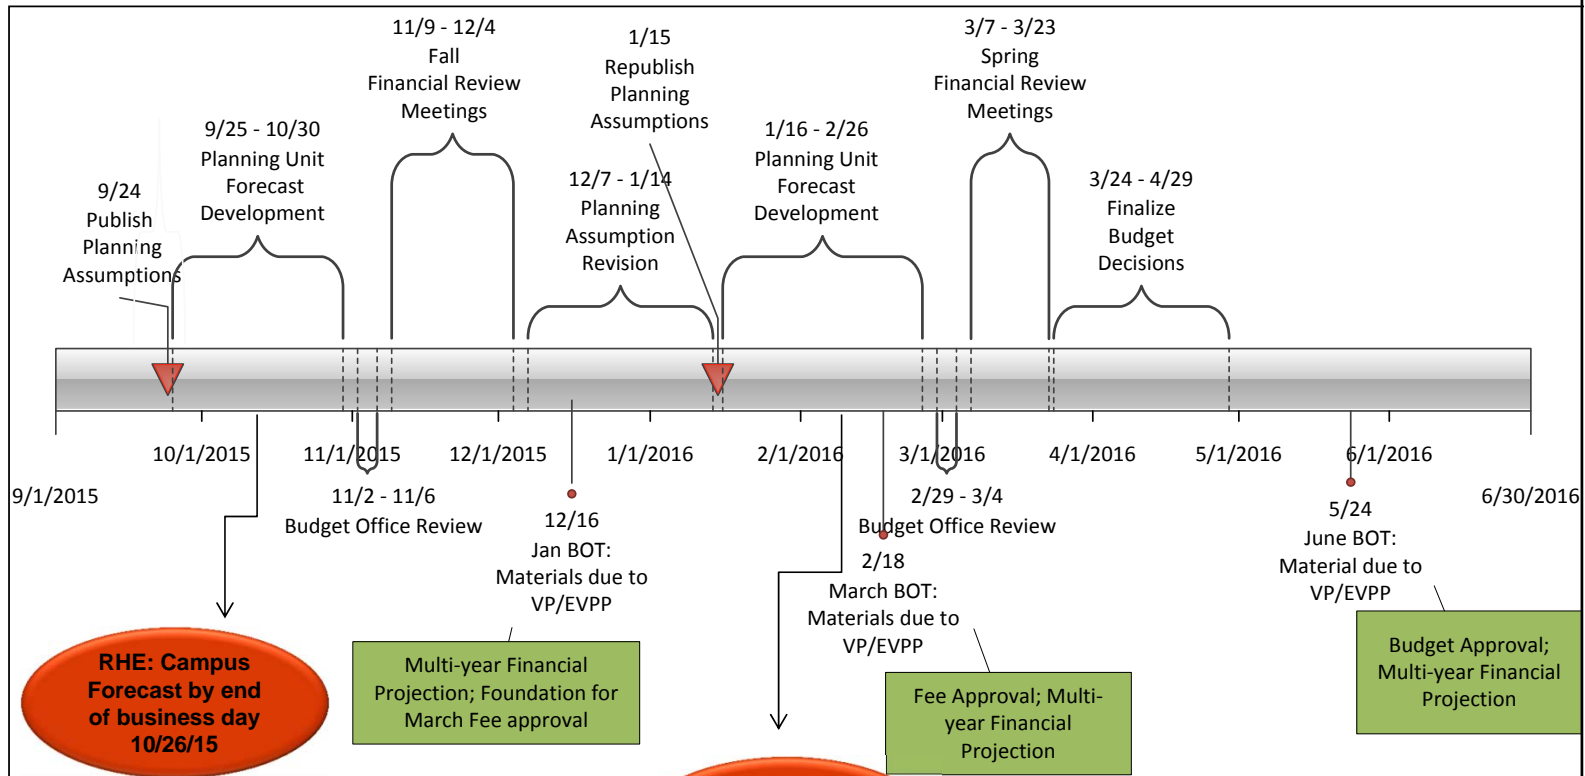 11/9 - 12/4
Fall
Financial Review
Meetings
1/15
Republish
Planning
Assumptions
3/7 - 3/23
Spring
Financial Review
Meetings
9/25 - 10/30
Planning Unit
Forecast
Development
1/16 - 2/26
Planning Unit
Forecast
Development
9/24
Publish
Planning
Assumptions
12/7 - 1/14
Planning
Assumption
Revision
3/24 - 4/29
Finalize
Budget
Decisions
10/1/2015
11/1/2015
12/1/2015
1/1/2016
2/1/2016
3/1/2016
4/1/2016
5/1/2016
6/1/2016
9/1/2015
6/30/2016
11/2 - 11/6
Budget Office Review
12/16
Jan BOT:
Materials due to
VP/EVPP
2/29 - 3/4
Budget Office Review
2/18
March BOT:
Materials due to
VP/EVPP
5/24
June BOT:
Material due to
VP/EVPP
RHE: Campus
Forecast by end
of business day
10/26/15
Multi-year Financial
Projection; Foundation for
March Fee approval
Fee Approval; Multi-
year Financial
Projection
Budget Approval;
Multi-year Financial
Projection